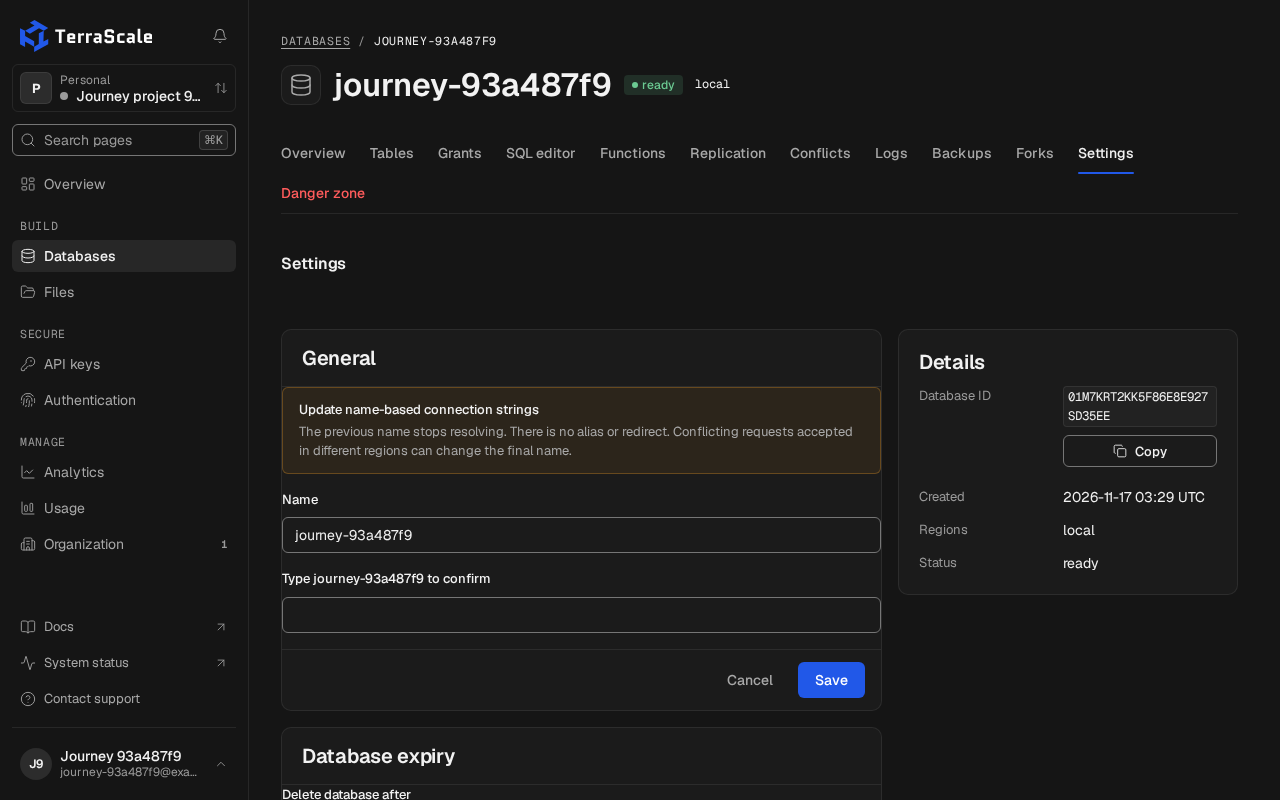 TerraScale
Personal
P
Journey project 9...
Search pages
⌘K
Overview
BUILD
Databases
Files
SECURE
API keys
Authentication
MANAGE
Analytics
Usage
Organization
1
Docs
System status
Contact support
J9
Journey 93a487f9
journey-93a487f9@exa...
DATABASES / JOURNEY-93A487F9
journey-93a487f9
ready
local
Overview
Tables
Grants
SQL editor
Functions
Replication
Conflicts
Logs
Backups
Forks
Settings
Danger zone
Settings
General
Update name-based connection strings
The previous name stops resolving. There is no alias or redirect. Conflicting requests accepted
in different regions can change the final name.
Name
journey-93a487f9
Type journey-93a487f9 to confirm
Cancel
Save
Database expiry
Delete database after
Details
Database ID
01M7KRT2KK5F86E8E927
SD35EE
Copy
Created
2026-11-17 03:29 UTC
Regions
local
Status
ready